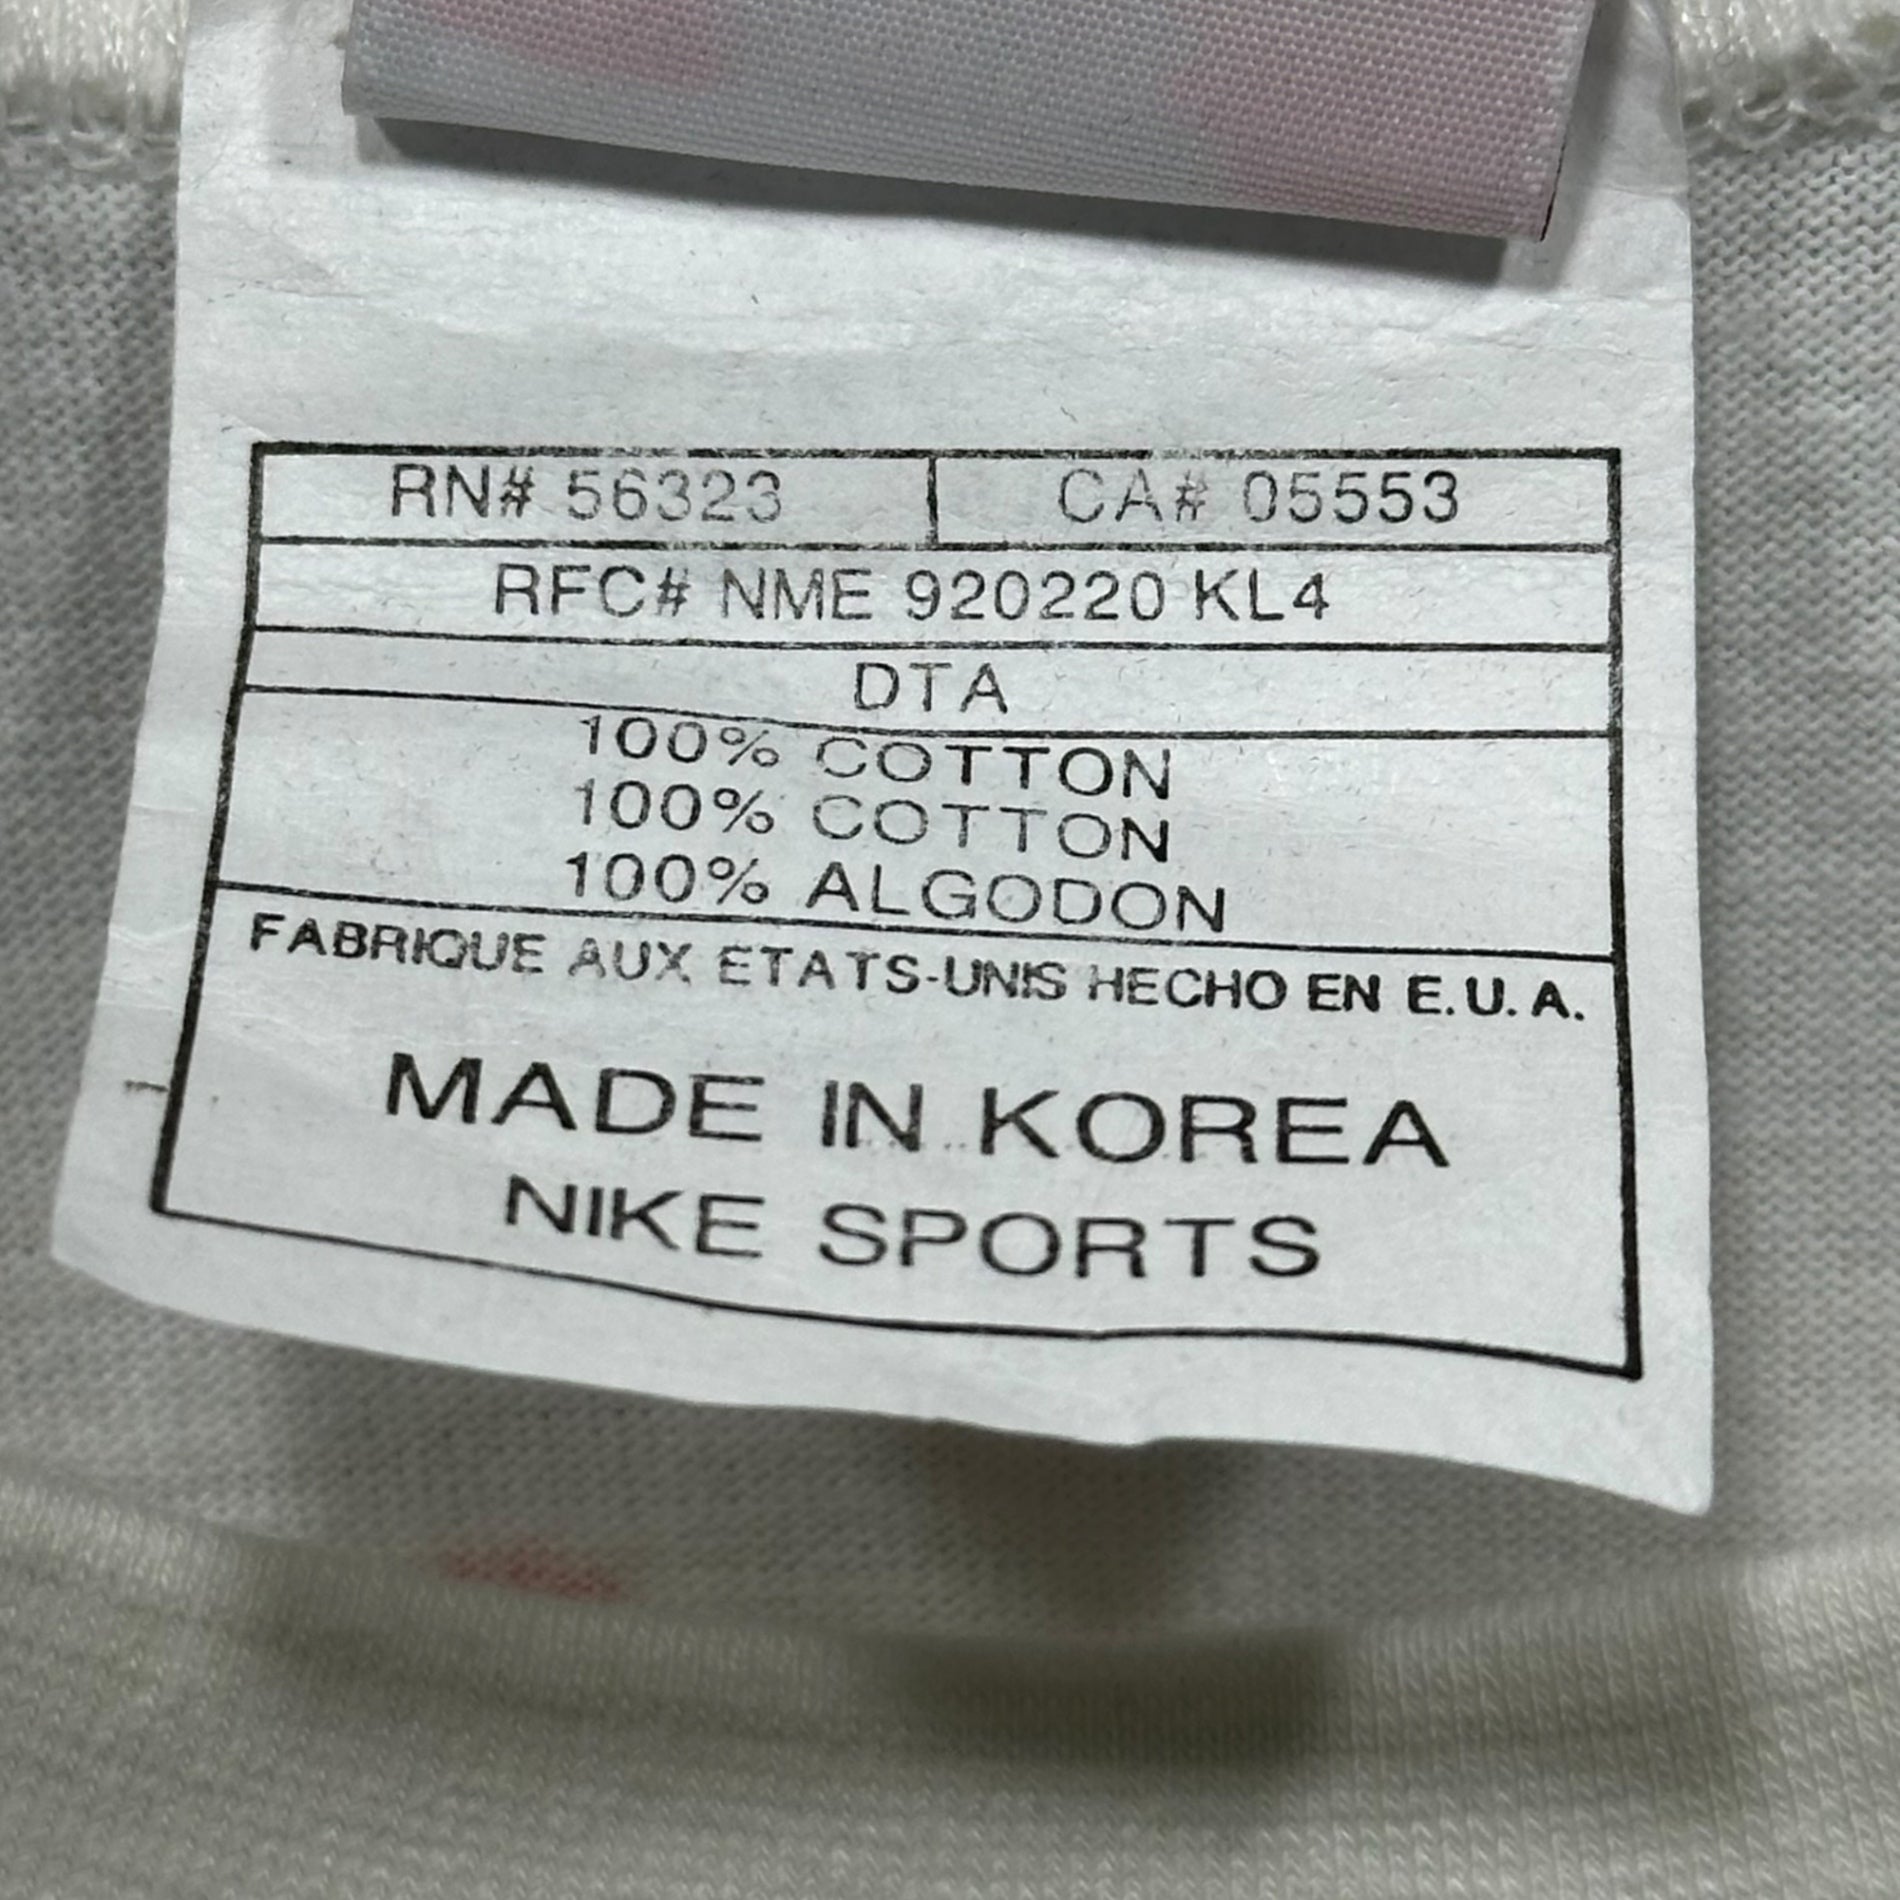 RN# 56323 CA# 05553
RFC# NME 920220 KL4
DTA
100% COTTON
100% COTTON
100% ALGODON
FABRIQUE AUX ETATS-UNIS HECHO EN E.U.A.
MADE IN KOREA
NIKE SPORTS